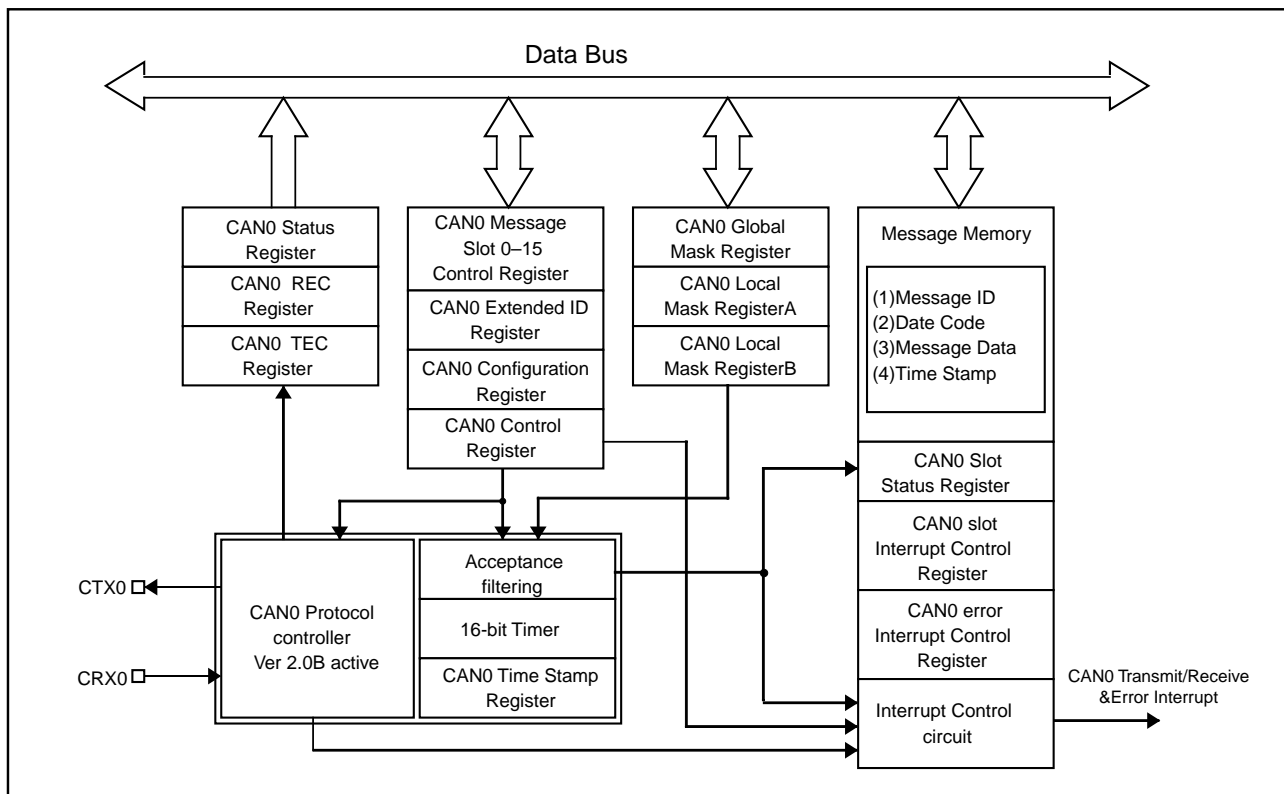 Data Bus
CAN0 Status
Register
CAN0 REC
Register
CAN0 TEC
Register
CAN0 Message
Slot 0–15
Control Register
CAN0 Extended ID
Register
CAN0 Configuration
Register
CAN0 Control
Register
CAN0 Global
Mask Register
CAN0 Local
Mask RegisterA
CAN0 Local
Mask RegisterB
Message Memory
(1)Message ID
(2)Date Code
(3)Message Data
(4)Time Stamp
CAN0 Slot
Status Register
CAN0 slot
Interrupt Control
Register
CAN0 error
Interrupt Control
Register
Interrupt Control
circuit
CTX0
CRX0
CAN0 Protocol
controller
Ver 2.0B active
Acceptance
filtering
16-bit Timer
CAN0 Time Stamp
Register
CAN0 Transmit/Receive
&Error Interrupt